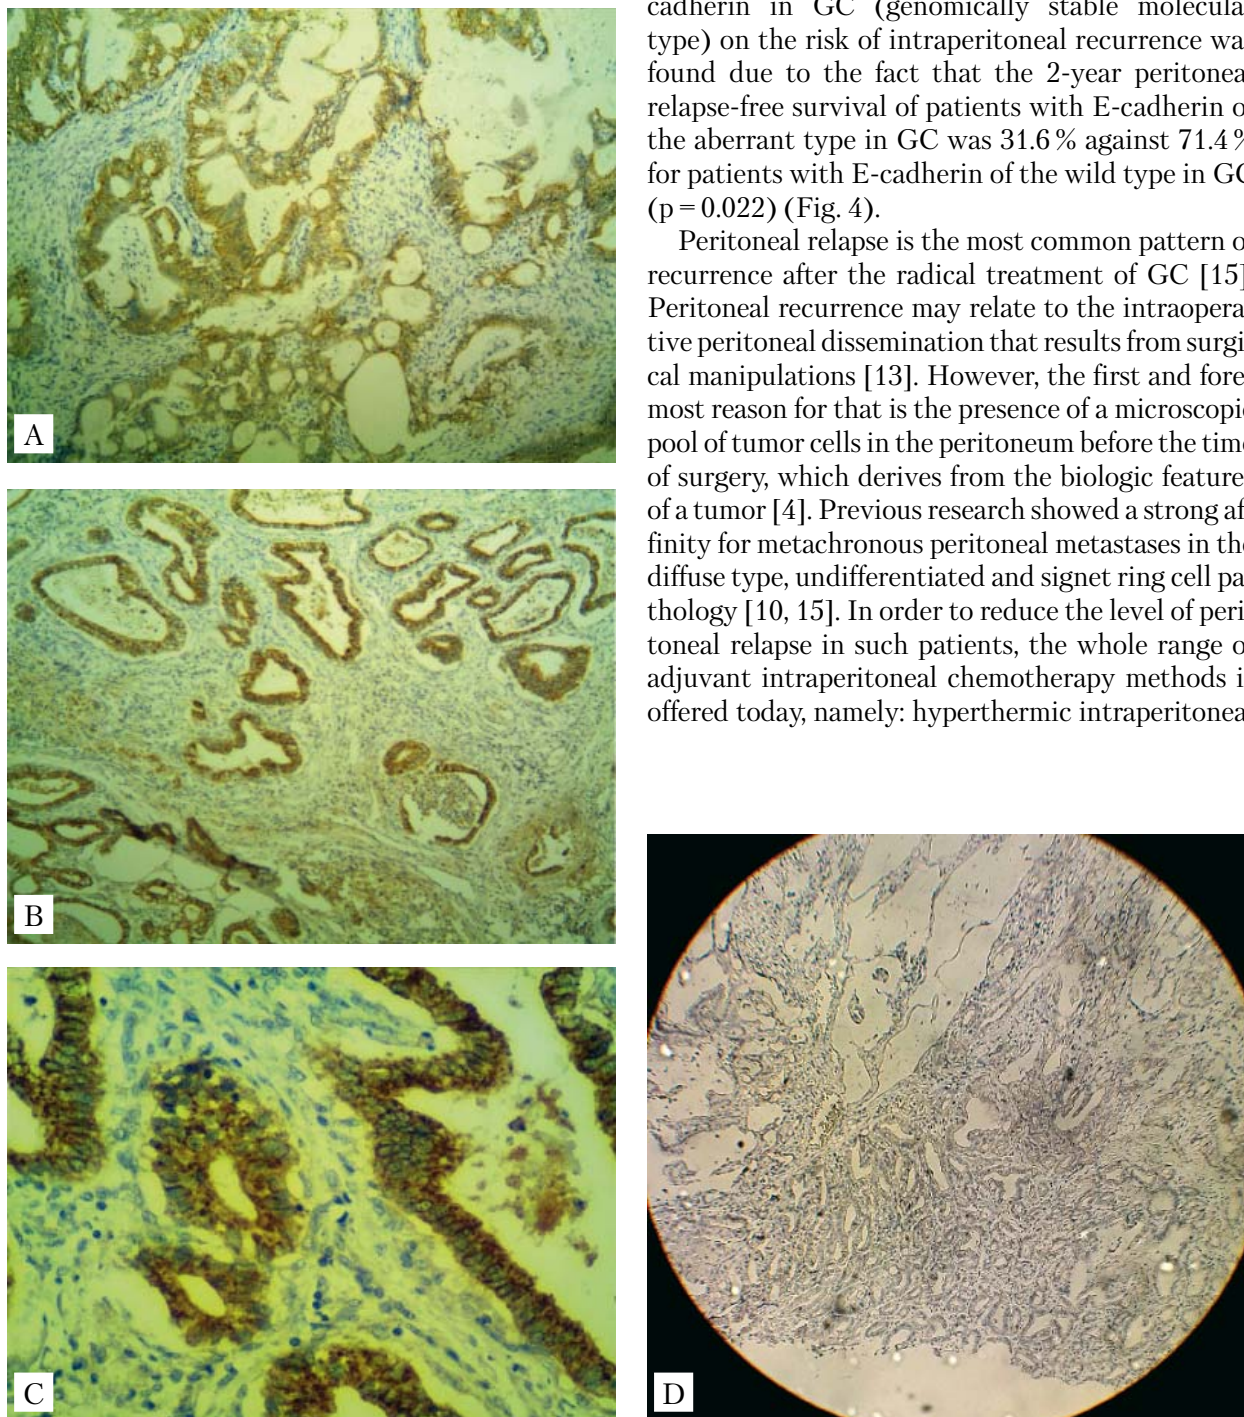 cadherin in GC (genomically stable molecula
type) on the risk of intraperitoneal recurrence wa
found due to the fact that the 2-year peritonea
relapse-free survival of patients with E-cadherin o
the aberrant type in GC was 31.6 % against 71.4 %
for patients with E-cadherin of the wild type in GC
(p = 0.022) (Fig. 4).
Peritoneal relapse is the most common pattern o
recurrence after the radical treatment of GC [15]
Peritoneal recurrence may relate to the intraopera
tive peritoneal dissemination that results from surgi
cal manipulations [13]. However, the first and fore
most reason for that is the presence of a microscopi
pool of tumor cells in the peritoneum before the tim
of surgery, which derives from the biologic feature
of a tumor [4]. Previous research showed a strong af
finity for metachronous peritoneal metastases in th
diffuse type, undifferentiated and signet ring cell pa
thology [10, 15]. In order to reduce the level of peri
toneal relapse in such patients, the whole range o
adjuvant intraperitoneal chemotherapy methods i
offered today, namely: hyperthermic intraperitonea
A
B
C
D